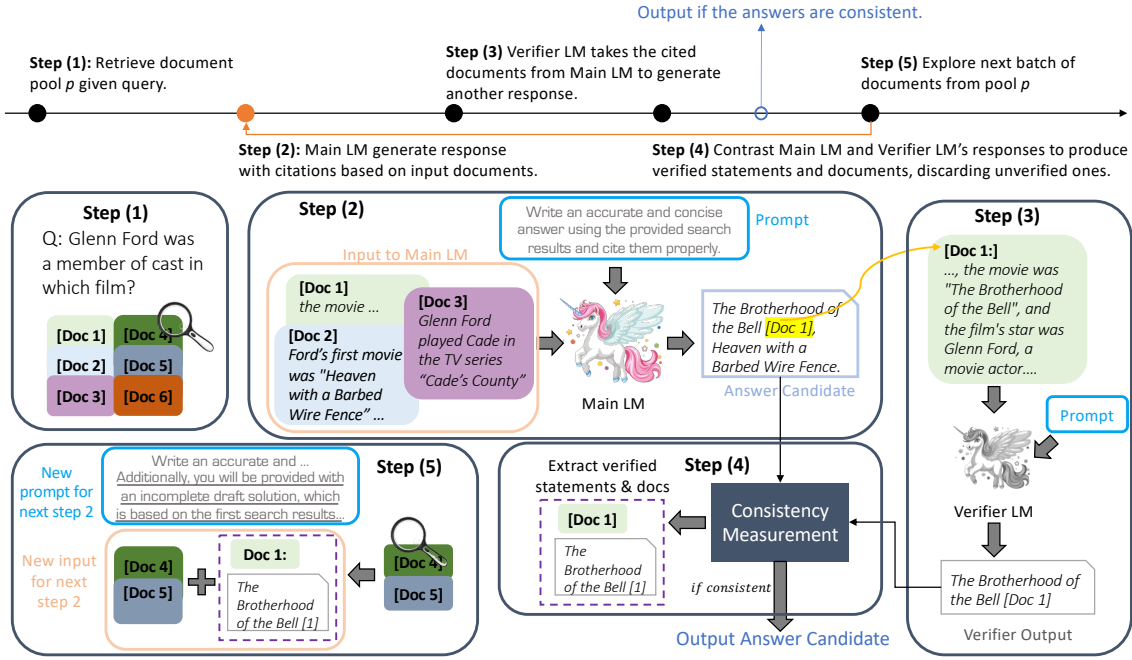 Output if the answers are consistent.
Step (1): Retrieve document
pool p given query.
Step (3) Verifier LM takes the cited
documents from Main LM to generate
another response.
Step (5) Explore next batch of
documents from pool p
Step (2): Main LM generate response
with citations based on input documents.
Step (4) Contrast Main LM and Verifier LM's responses to produce
verified statements and documents, discarding unverified ones.
Step (1)
Q: Glenn Ford was
a member of cast in
which film?
[Doc 1]
[Doc 4]
[Doc 2]
[Doc 5]
[Doc 3]
[Doc 6]
Step (2)
Write an accurate and concise
answer using the provided search
results and cite them properly.
Prompt
Input to Main LM
[Doc 1]
the movie ...
[Doc 2]
Ford's first movie
was "Heaven
with a Barbed
Wire Fence" ...
[Doc 3]
Glenn Ford
played Cade in
the TV series
"Cade's County"
Main LM
The Brotherhood of
the Bell [Doc 1],
Heaven with a
Barbed Wire Fence.
Answer Candidate
Step (3)
[Doc 1:]
..., the movie was
"The Brotherhood
of the Bell", and
the film's star was
Glenn Ford, a
movie actor....
Prompt
Verifier LM
The Brotherhood of
the Bell [Doc 1]
Verifier Output
Step (4)
Extract verified
statements & docs
[Doc 1]
The
Brotherhood
of the Bell [1]
Consistency
Measurement
if consistent
Output Answer Candidate
Step (5)
New
prompt for
next step 2
Write an accurate and ...
Additionally, you will be provided with
an incomplete draft solution, which
is based on the first search results...
New input
for next
step 2
[Doc 4]
[Doc 5]
Doc 1:
The
Brotherhood
of the Bell [1]
[Doc 4]
[Doc 5]